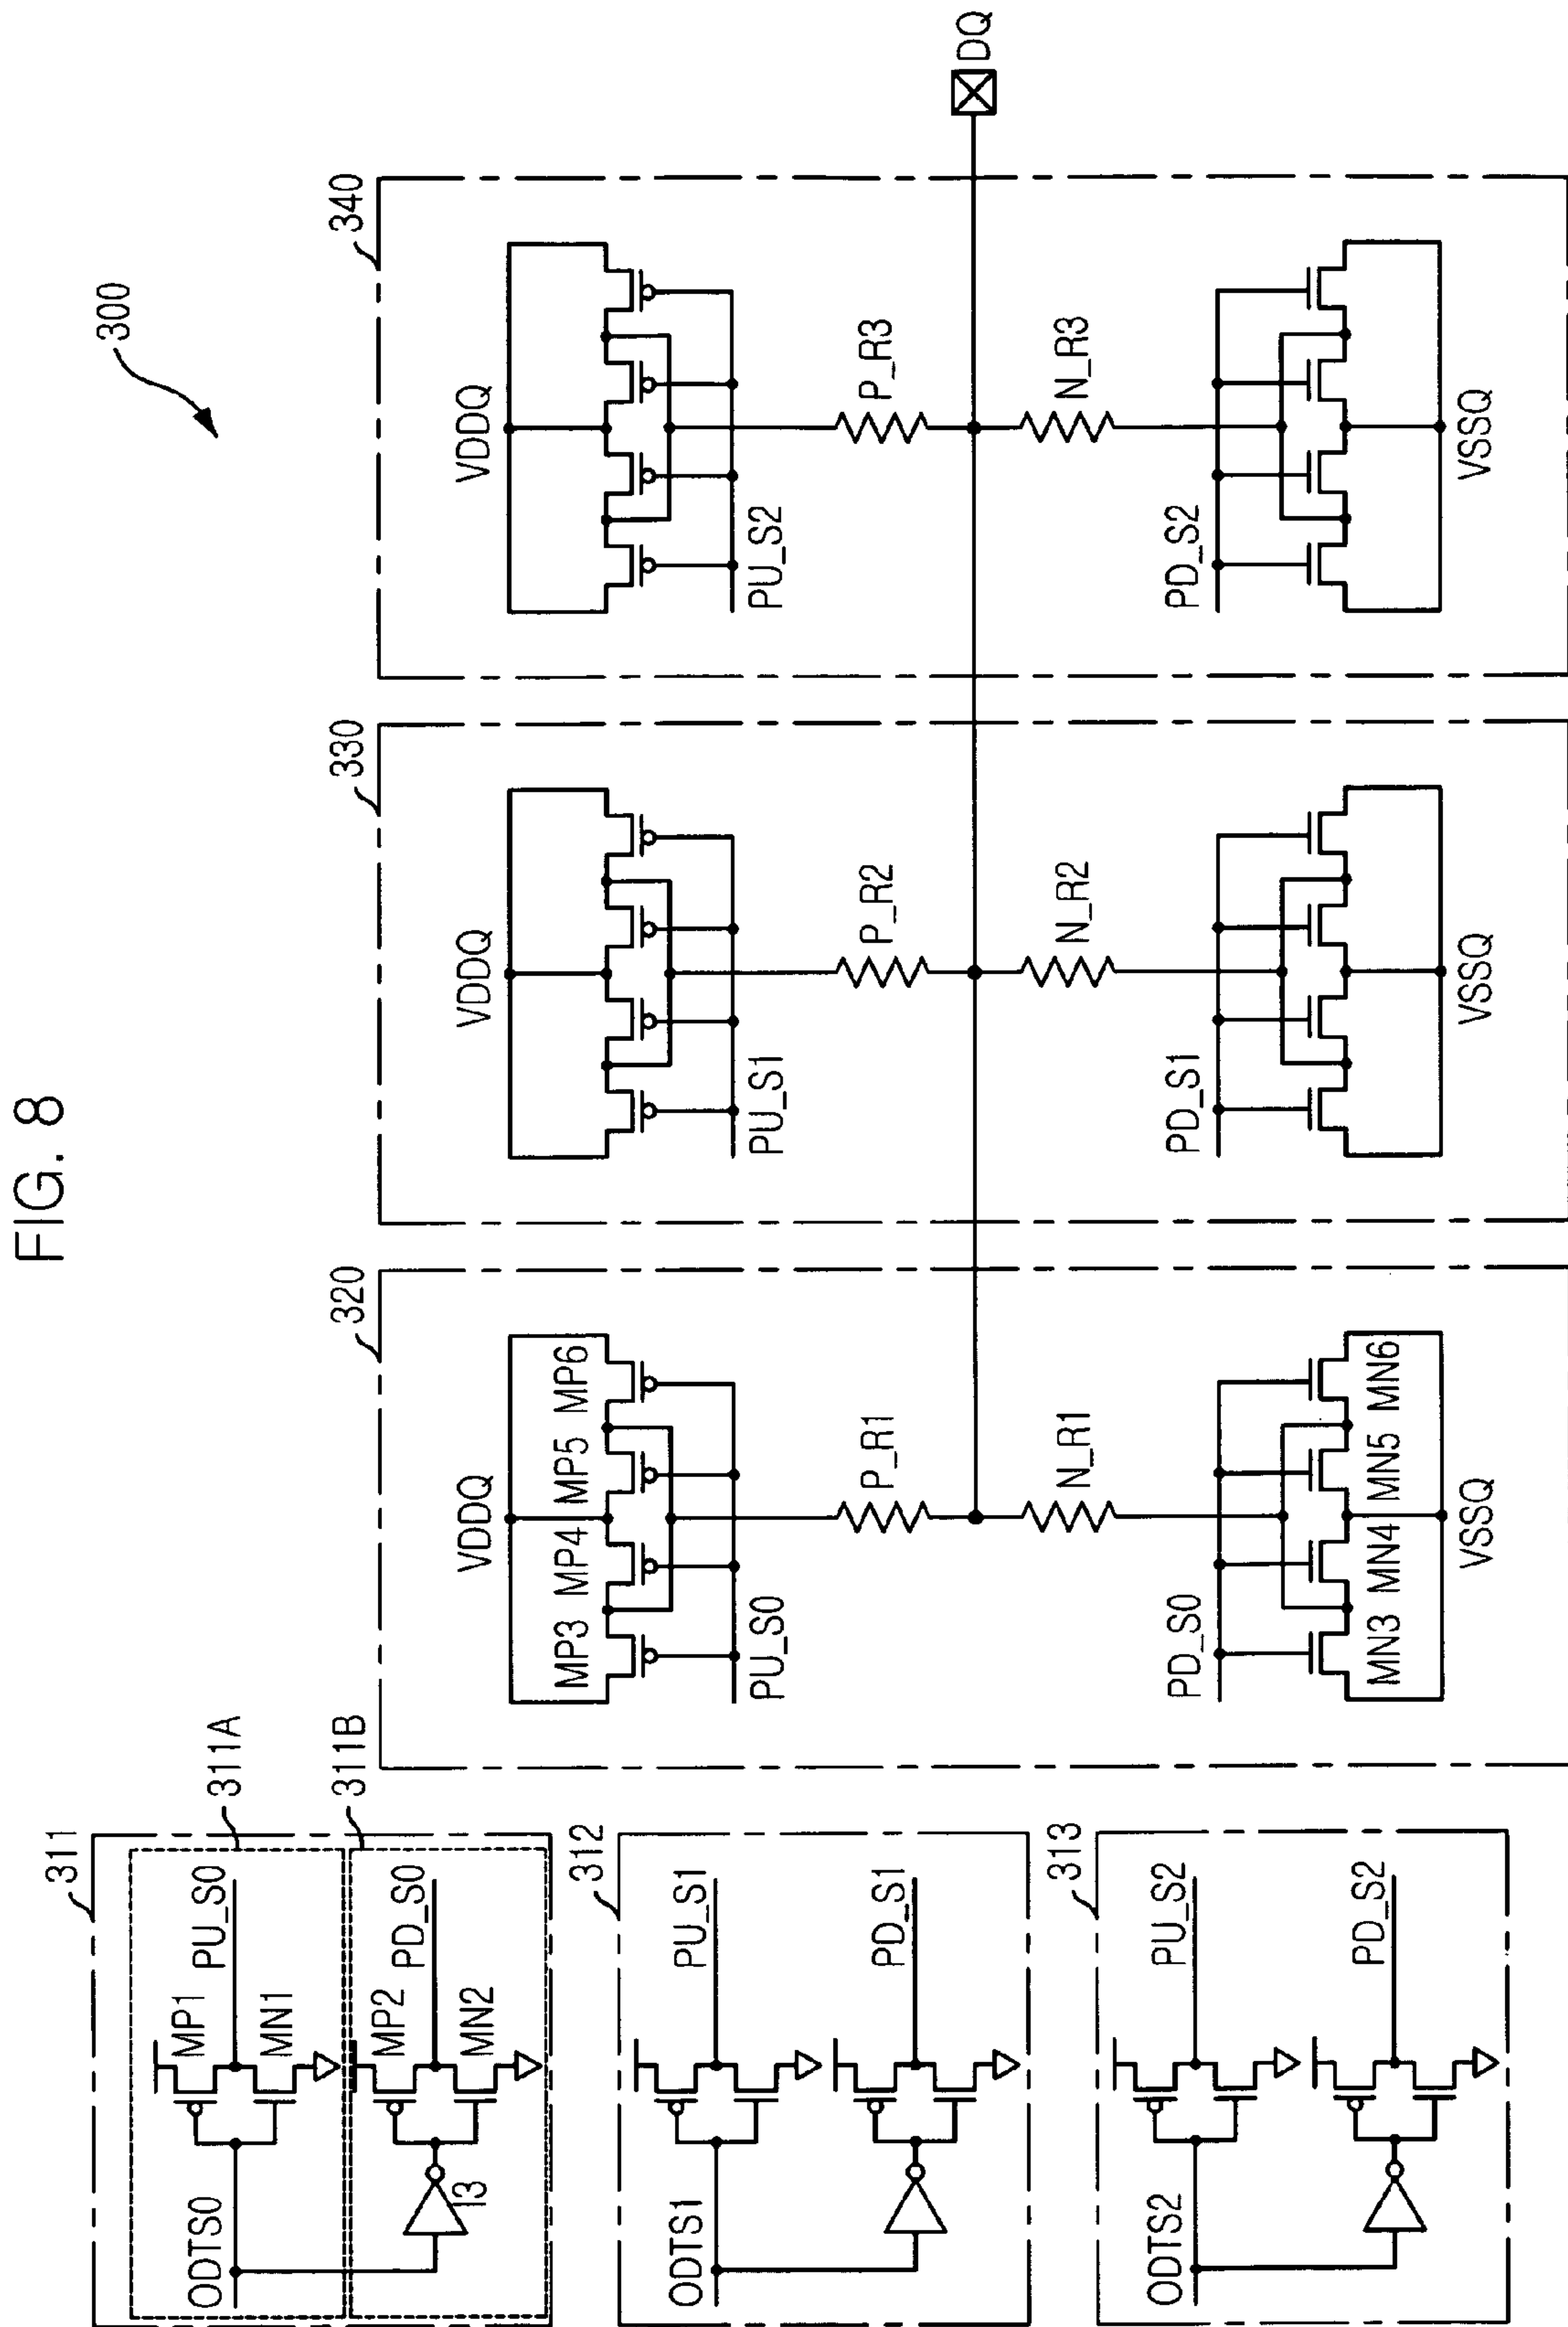 FIG. 8
300
311
311A
ODTS0
MP1
PU_S0
MN1
311B
MP2
PD_S0
I3
MN2
312
ODTS1
PU_S1
PD_S1
313
ODTS2
PU_S2
PD_S2
320
VDDQ
MP3 MP4 MP5 MP6
PU_S0
P_R1
N_R1
PD_S0
MN3 MN4 MN5 MN6
VSSQ
330
VDDQ
PU_S1
P_R2
N_R2
PD_S1
VSSQ
340
VDDQ
PU_S2
P_R3
N_R3
PD_S2
VSSQ
DQ